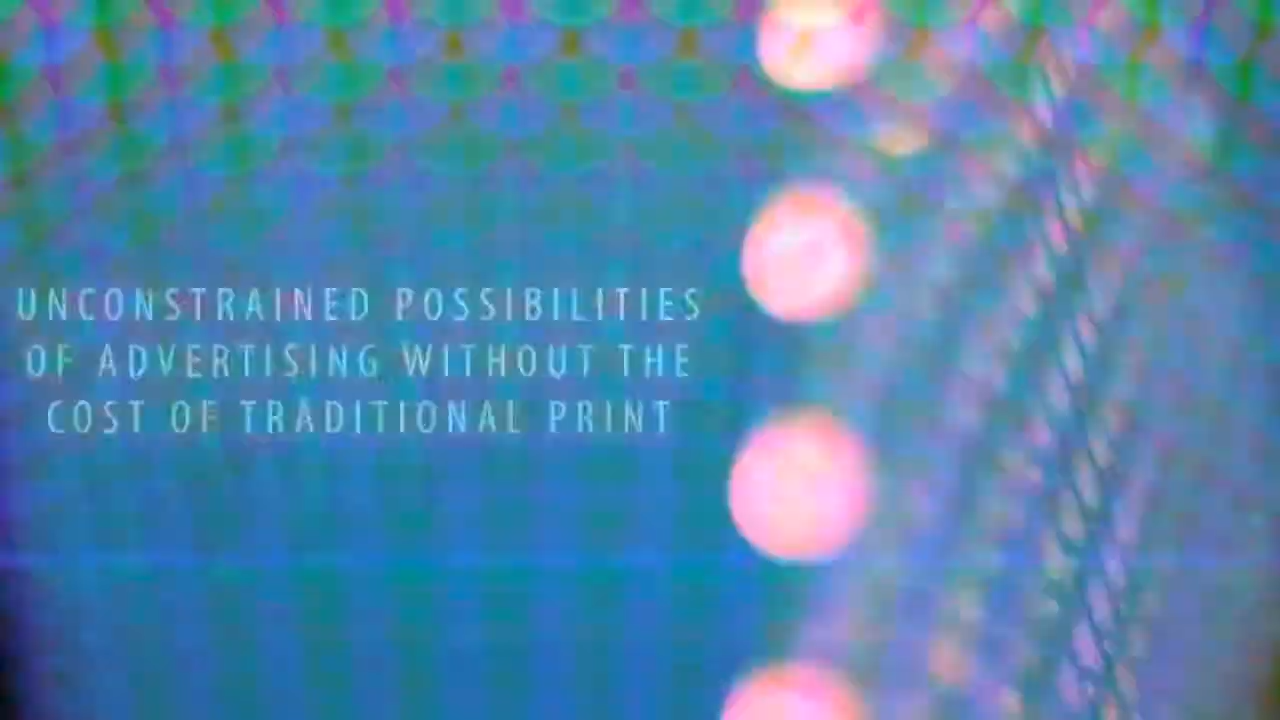 UNCONSTRAINED POSSIBILITIES
OF ADVERTISING WITHOUT THE
COST OF TRADITIONAL PRINT